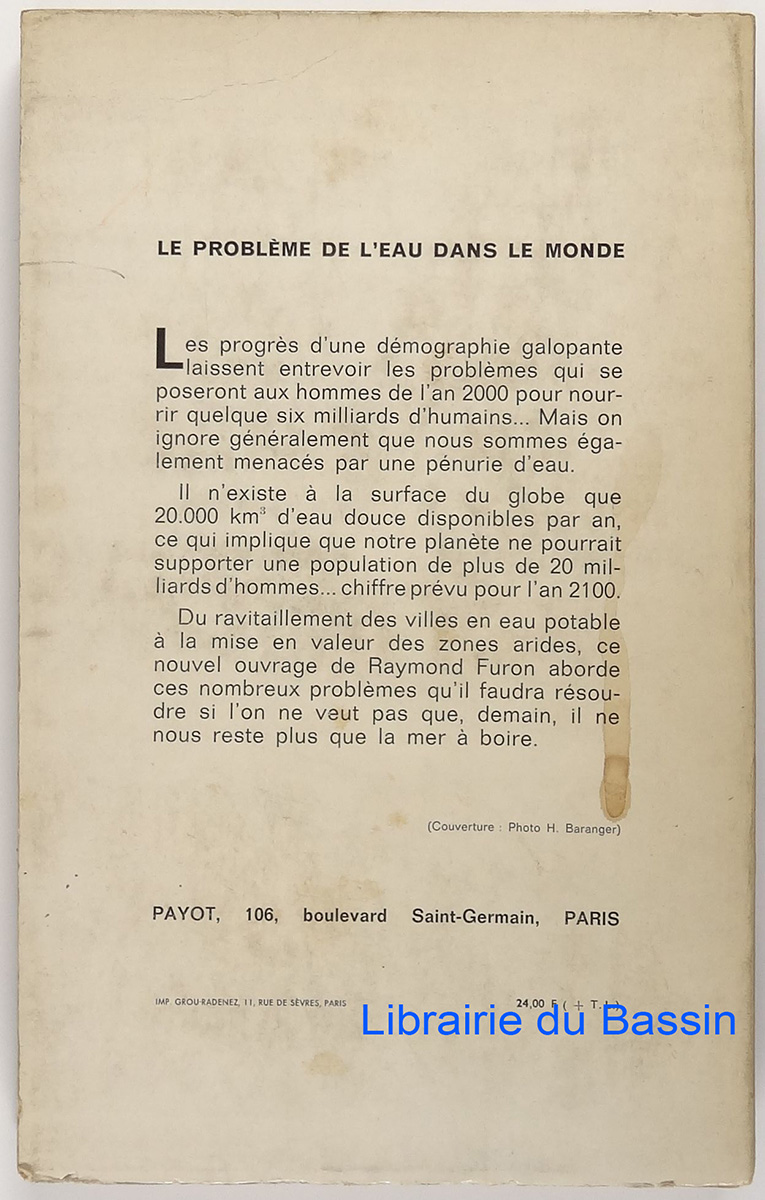 LE PROBLÈME DE L'EAU DANS LE MONDE
Les progrès d'une démographie galopante
laissent entrevoir les problèmes qui se
poseront aux hommes de l'an 2000 pour nour-
rir quelque six milliards d'humains... Mais on
ignore généralement que nous sommes éga-
lement menacés par une pénurie d'eau.
Il n'existe à la surface du globe que
20.000 km³ d'eau douce disponibles par an,
ce qui implique que notre planète ne pourrait
supporter une population de plus de 20 mil-
liards d'hommes... chiffre prévu pour l'an 2100.
Du ravitaillement des villes en eau potable
à la mise en valeur des zones arides, ce
nouvel ouvrage de Raymond Furon aborde
ces nombreux problèmes qu'il faudra résou-
dre si l'on ne veut pas que, demain, il ne
nous reste plus que la mer à boire.
(Couverture : Photo H. Baranger)
PAYOT, 106, boulevard Saint-Germain, PARIS
IMP. GROU-RADENEZ, 11, RUE DE SÈVRES, PARIS
24,00 F ( + T.L.)
Librairie du Bassin